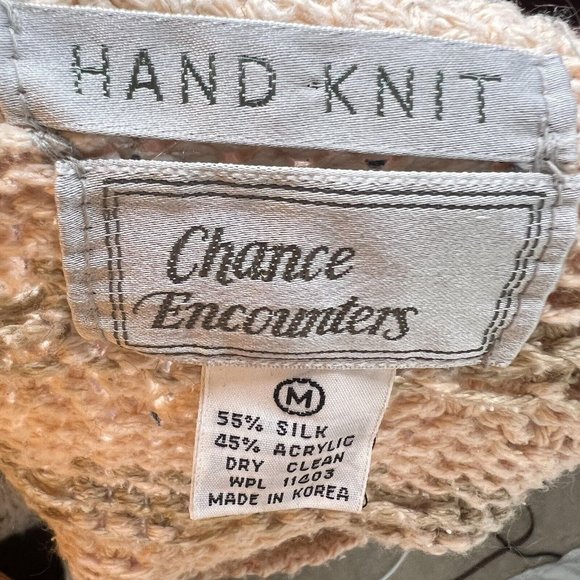 HAND KNIT
Chance
Encounters
M
55% SILK
45% ACRYLIC
DRY CLEAN
WPL 11403
MADE IN KOREA